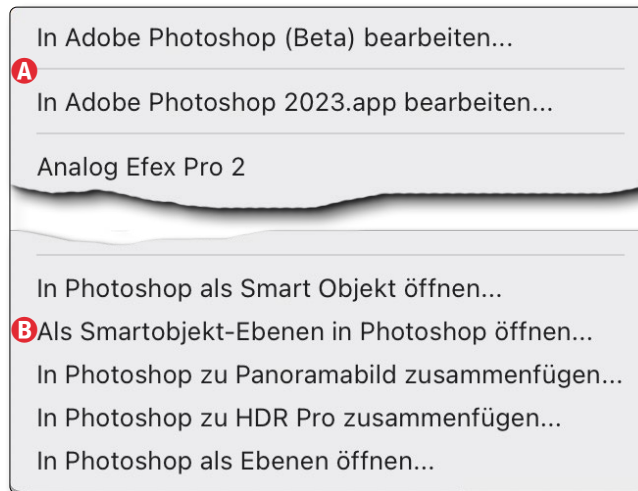 In Adobe Photoshop (Beta) bearbeiten...
A
In Adobe Photoshop 2023.app bearbeiten...
Analog Efex Pro 2
In Photoshop als Smart Objekt öffnen...
B Als Smartobjekt-Ebenen in Photoshop öffnen...
In Photoshop zu Panoramabild zusammenfügen...
In Photoshop zu HDR Pro zusammenfügen...
In Photoshop als Ebenen öffnen...